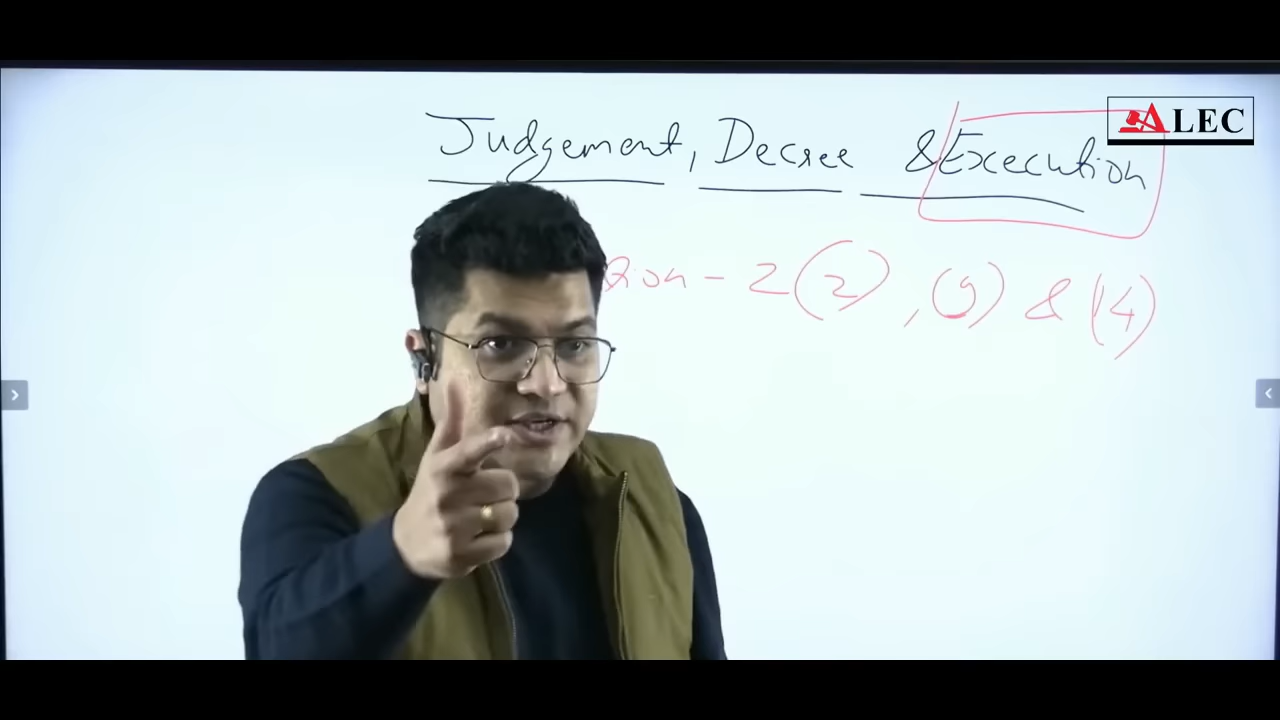 ALEC
Judgement, Decree & Execution
- 2(2), (9) & (14)